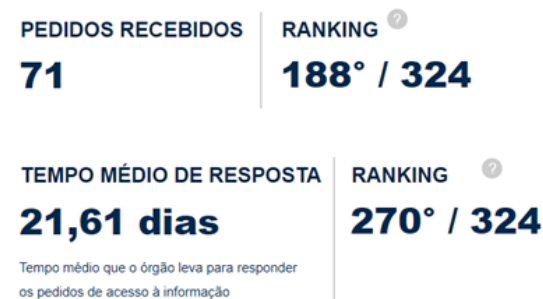 PEDIDOS RECEBIDOS
71
RANKING ?
188° / 324
TEMPO MÉDIO DE RESPOSTA
21,61 dias
Tempo médio que o órgão leva para responder
os pedidos de acesso à informação
RANKING ?
270° / 324